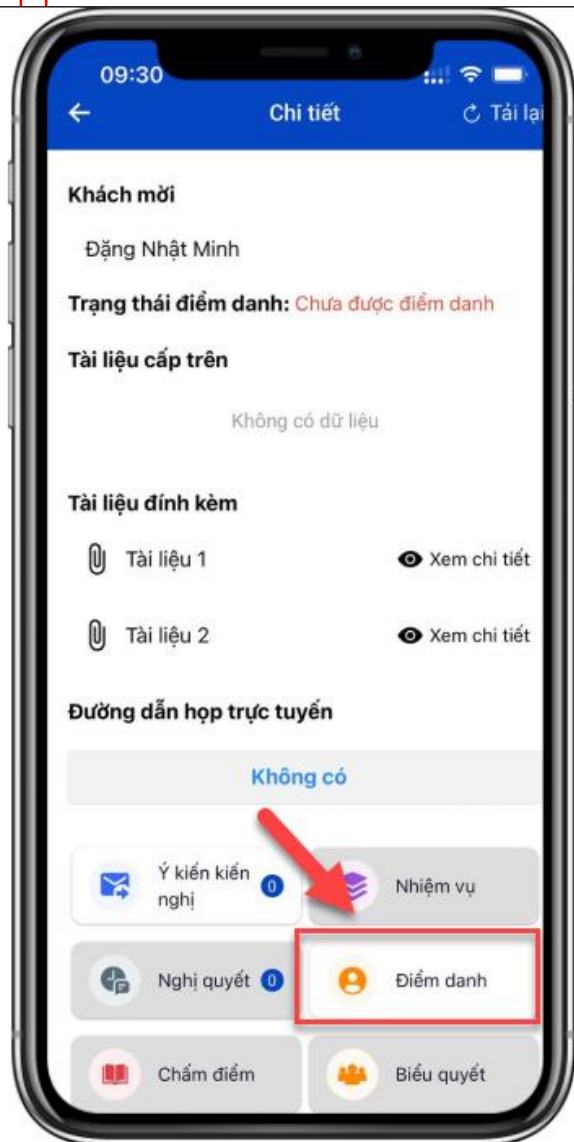 09:30
Chi tiết
Tải lại
Khách mời
Đặng Nhật Minh
Trạng thái điểm danh: Chưa được điểm danh
Tài liệu cấp trên
Không có dữ liệu
Tài liệu đính kèm
Tài liệu 1 Xem chi tiết
Tài liệu 2 Xem chi tiết
Đường dẫn họp trực tuyến
Không có
Ý kiến kiến
nghị
0
Nhiệm vụ
Nghị quyết 0
Điểm danh
Chấm điểm
Biểu quyết